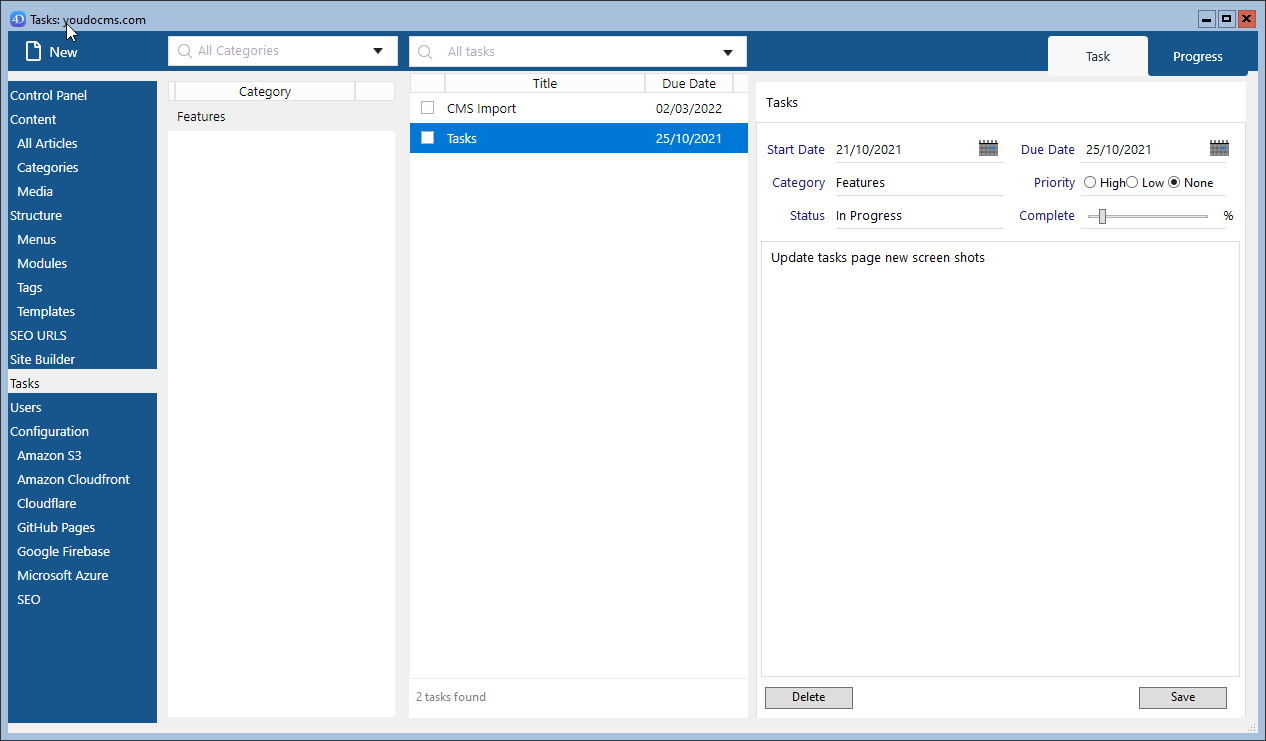 Tasks: youdocms.com
New
All Categories
All tasks
Task
Progress
Control Panel
Content
All Articles
Categories
Media
Structure
Menus
Modules
Tags
Templates
SEO URLS
Site Builder
Tasks
Users
Configuration
Amazon S3
Amazon Cloudfront
Cloudflare
GitHub Pages
Google Firebase
Microsoft Azure
SEO
Category
Features
Title Due Date
CMS Import 02/03/2022
Tasks 25/10/2021
2 tasks found
Tasks
Start Date 21/10/2021 Due Date 25/10/2021
Category Features Priority High Low None
Status In Progress Complete %
Update tasks page new screen shots
Delete Save